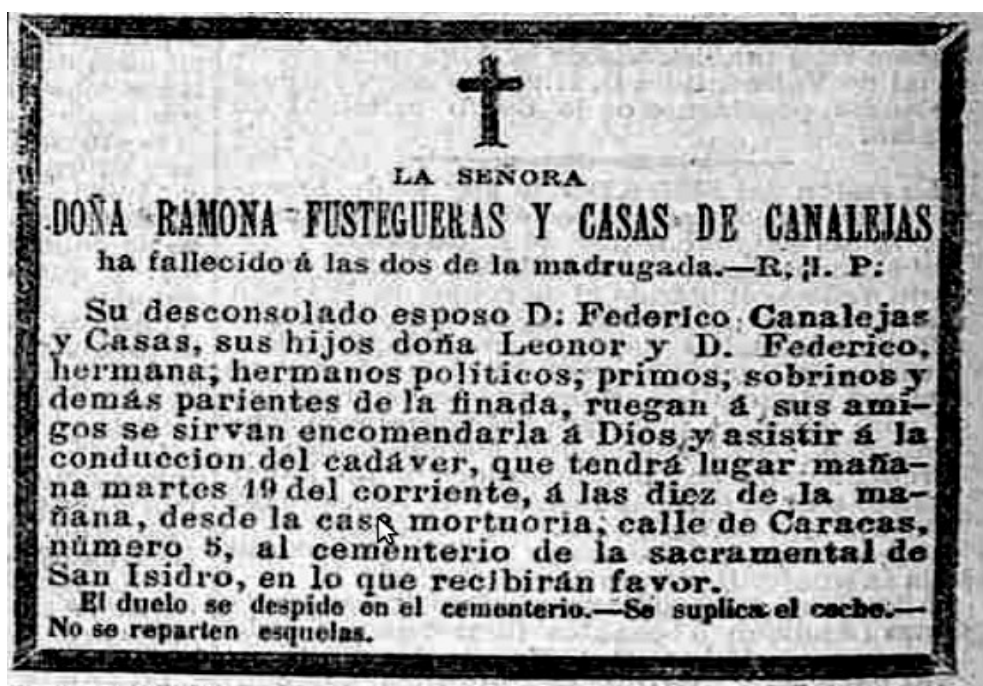 LA SEÑORA
DOÑA RAMONA FUSTEGUERAS Y CASAS DE CANALEJAS
ha fallecido á las dos de la madrugada.—R. I. P.
Su desconsolado esposo D. Federico Canalejas
y Casas, sus hijos doña Leonor y D. Federico,
hermana; hermanos políticos; primos; sobrinos y
demás parientes de la finada, ruegan á sus ami-
gos se sirvan encomendarla á Dios y asistir á la
conduccion del cadáver, que tendrá lugar maña-
na martes 19 del corriente, á las diez de la ma-
ñana, desde la casa mortuoria, calle de Caracas,
número 5, al cementerio de la sacramental de
San Isidro, en lo que recibirán favor.
El duelo se despide en el cementerio.—Se suplica el coche.—
No se reparten esquelas.